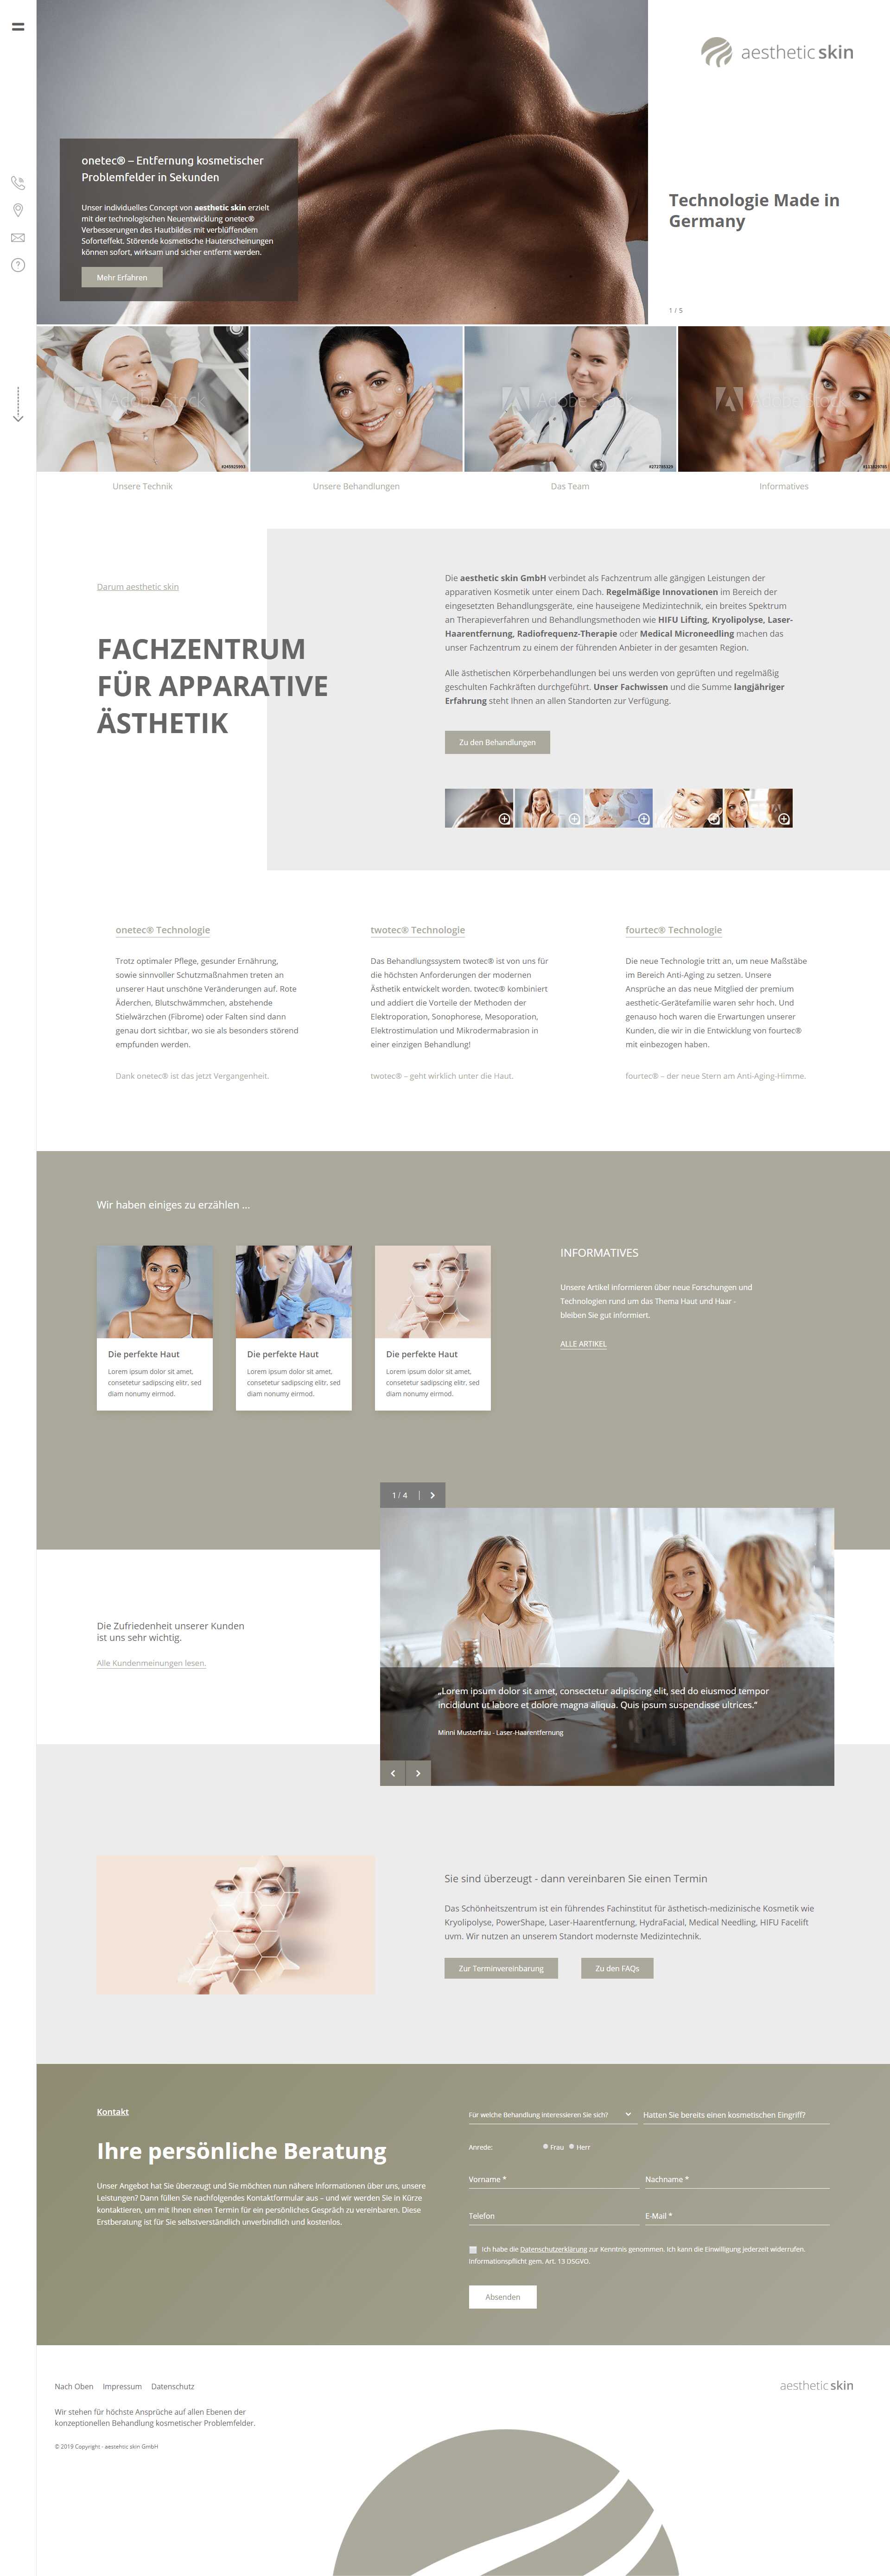 aesthetic skin
onetec® – Entfernung kosmetischer
Problemfelder in Sekunden
Unser individuelles Concept von aesthetic skin erzielt
mit der technologischen Neuentwicklung onetec®
Verbesserungen des Hautbildes mit verblüffendem
Soforteffekt. Störende kosmetische Hauterscheinungen
können sofort, wirksam und sicher entfernt werden.
Mehr Erfahren
Technologie Made in
Germany
1 / 5
Adobe Stock
Adobe Stock
Unsere Technik
Unsere Behandlungen
Das Team
Informatives
Darum aesthetic skin
FACHZENTRUM
FÜR APPARATIVE
ÄSTHETIK
Die aesthetic skin GmbH verbindet als Fachzentrum alle gängigen Leistungen der
apparativen Kosmetik unter einem Dach. Regelmäßige Innovationen im Bereich der
eingesetzten Behandlungsgeräte, eine hauseigene Medizintechnik, ein breites Spektrum
an Therapieverfahren und Behandlungsmethoden wie HIFU Lifting, Kryolipolyse, Laser-
Haarentfernung, Radiofrequenz-Therapie oder Medical Microneedling machen das
unser Fachzentrum zu einem der führenden Anbieter in der gesamten Region.
Alle ästhetischen Körperbehandlungen bei uns werden von geprüften und regelmäßig
geschulten Fachkräften durchgeführt. Unser Fachwissen und die Summe langjähriger
Erfahrung steht Ihnen an allen Standorten zur Verfügung.
Zu den Behandlungen
onetec® Technologie
Trotz optimaler Pflege, gesunder Ernährung,
sowie sinnvoller Schutzmaßnahmen treten an
unserer Haut unschöne Veränderungen auf. Rote
Äderchen, Blutschwämmchen, abstehende
Stielwärzchen (Fibrome) oder Falten sind dann
genau dort sichtbar, wo sie als besonders störend
empfunden werden.
Dank onetec® ist das jetzt Vergangenheit.
twotec® Technologie
Das Behandlungssystem twotec® ist von uns für
die höchsten Anforderungen der modernen
Ästhetik entwickelt worden. twotec® kombiniert
und addiert die Vorteile der Methoden der
Elektroporation, Sonophorese, Mesoporation,
Elektrostimulation und Mikrodermabrasion in
einer einzigen Behandlung!
twotec® – geht wirklich unter die Haut.
fourtec® Technologie
Die neue Technologie tritt an, um neue Maßstäbe
im Bereich Anti-Aging zu setzen. Unsere
Ansprüche an das neue Mitglied der premium
aesthetic-Gerätefamilie waren sehr hoch. Und
genauso hoch waren die Erwartungen unserer
Kunden, die wir in die Entwicklung von fourtec®
mit einbezogen haben.
fourtec® – der neue Stern am Anti-Aging-Himme.
Wir haben einiges zu erzählen ...
Die perfekte Haut
Lorem ipsum dolor sit amet,
consetetur sadipscing elitr, sed
diam nonumy eirmod.
Die perfekte Haut
Lorem ipsum dolor sit amet,
consetetur sadipscing elitr, sed
diam nonumy eirmod.
Die perfekte Haut
Lorem ipsum dolor sit amet,
consetetur sadipscing elitr, sed
diam nonumy eirmod.
INFORMATIVES
Unsere Artikel informieren über neue Forschungen und
Technologien rund um das Thema Haut und Haar -
bleiben Sie gut informiert.
ALLE ARTIKEL
1 / 4
Die Zufriedenheit unserer Kunden
ist uns sehr wichtig.
Alle Kundenmeinungen lesen.
„Lorem ipsum dolor sit amet, consectetur adipiscing elit, sed do eiusmod tempor
incididunt ut labore et dolore magna aliqua. Quis ipsum suspendisse ultrices.“
Minni Musterfrau - Laser-Haarentfernung
Sie sind überzeugt - dann vereinbaren Sie einen Termin
Das Schönheitszentrum ist ein führendes Fachinstitut für ästhetisch-medizinische Kosmetik wie
Kryolipolyse, PowerShape, Laser-Haarentfernung, HydraFacial, Medical Needling, HIFU Facelift
uvm. Wir nutzen an unserem Standort modernste Medizintechnik.
Zur Terminvereinbarung
Zu den FAQs
Kontakt
Ihre persönliche Beratung
Unser Angebot hat Sie überzeugt und Sie möchten nun nähere Informationen über uns, unsere
Leistungen? Dann füllen Sie nachfolgendes Kontaktformular aus – und wir werden Sie in Kürze
kontaktieren, um mit Ihnen einen Termin für ein persönliches Gespräch zu vereinbaren. Diese
Erstberatung ist für Sie selbstverständlich unverbindlich und kostenlos.
Für welche Behandlung interessieren Sie sich?
Hatten Sie bereits einen kosmetischen Eingriff?
Anrede:
Frau
Herr
Vorname *
Nachname *
Telefon
E-Mail *
Ich habe die Datenschutzerklärung zur Kenntnis genommen. Ich kann die Einwilligung jederzeit widerrufen.
Informationspflicht gem. Art. 13 DSGVO.
Absenden
Nach Oben
Impressum
Datenschutz
aesthetic skin
Wir stehen für höchste Ansprüche auf allen Ebenen der
konzeptionellen Behandlung kosmetischer Problemfelder.
© 2019 Copyright - aestehtic skin GmbH